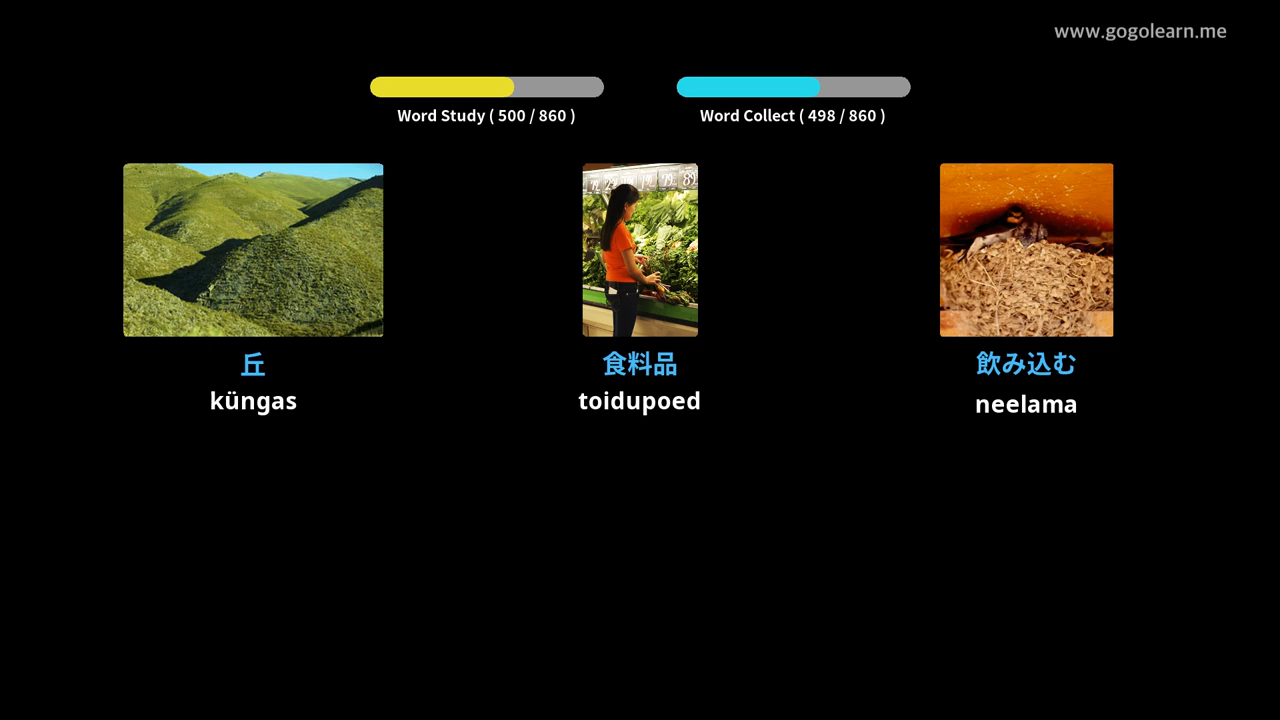 www.gogolearn.me
Word Study ( 500 / 860 )
Word Collect ( 498 / 860 )
丘
küngas
食料品
toidupoed
飲み込む
neelama